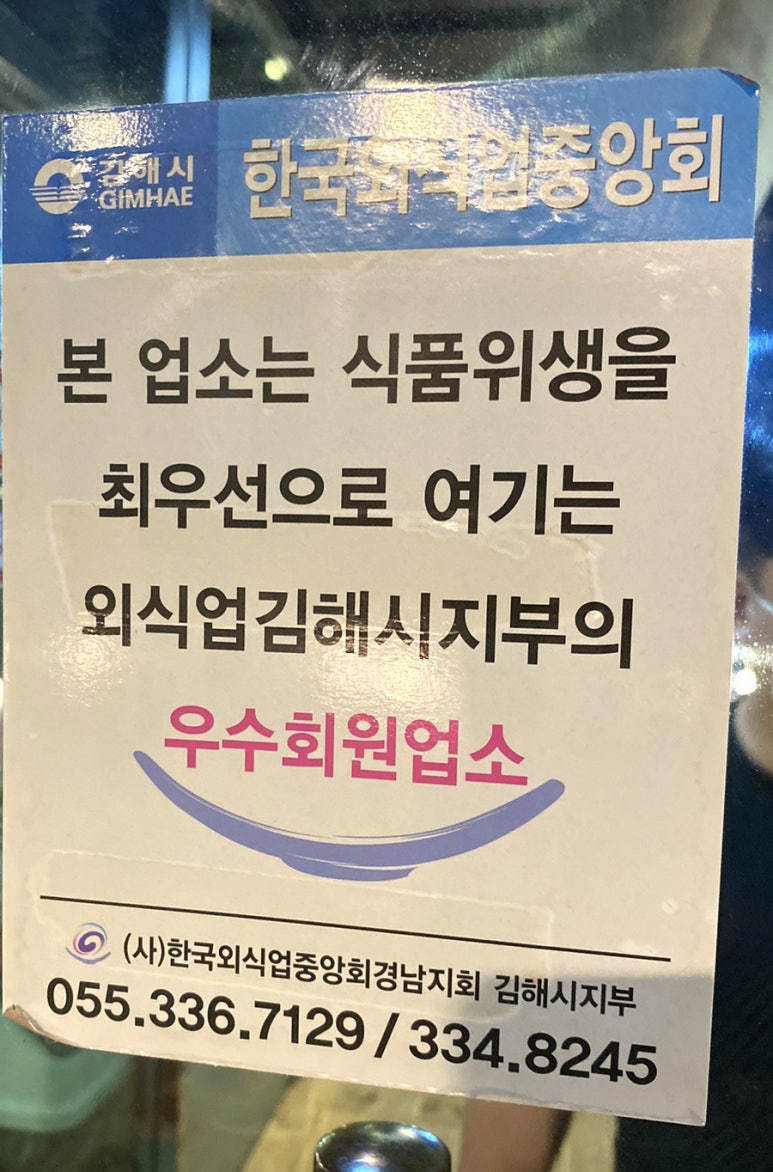 김해시 GIMHAE 한국외식업중앙회
본 업소는 식품위생을
최우선으로 여기는
외식업김해시지부의
우수회원업소
(사)한국외식업중앙회경남지회 김해시지부
055.336.7129 / 334.8245